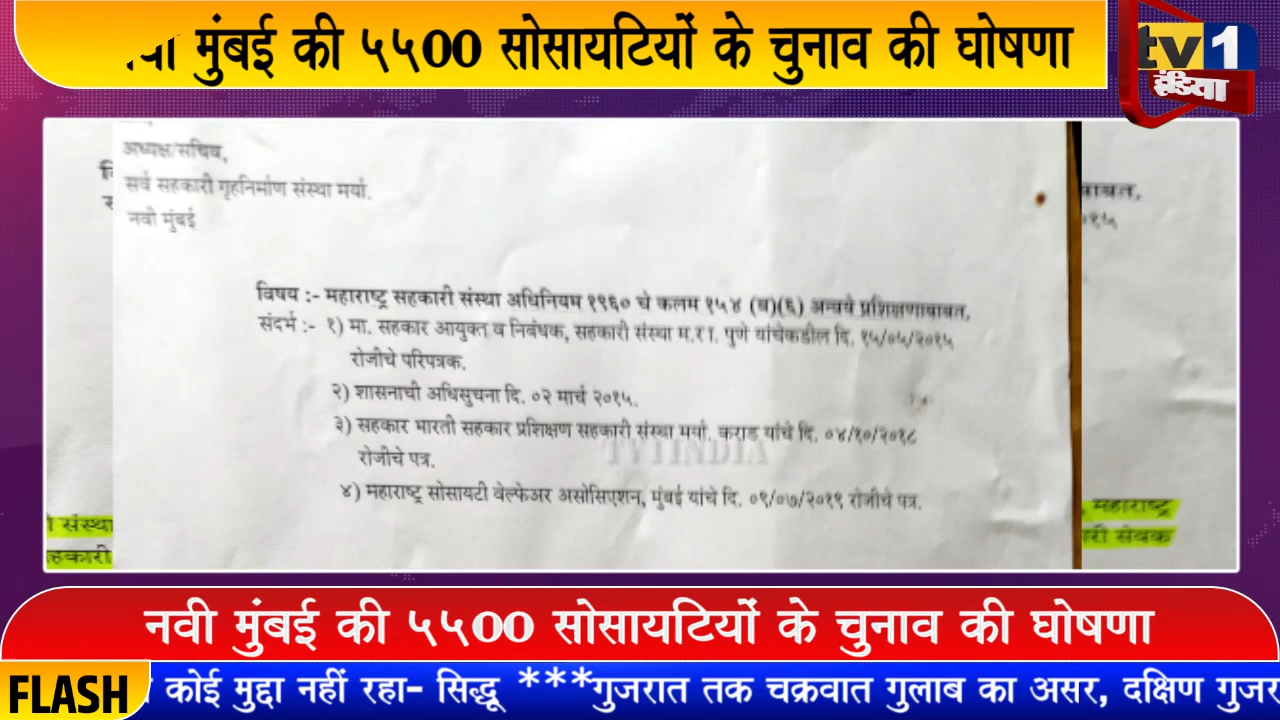 मुंबई की ५५00 सोसायटियों के चुनाव की घोषणा
tv1
इंडिया
अध्यक्ष/सचिव,
सर्व सहकारी गृहनिर्माण संस्था मर्या.
नवी मुंबई
विषय :- महाराष्ट्र सहकारी संस्था अधिनियम १९६० चे कलम १५४ (ब)(६) अन्वये प्रशिक्षणाबाबत,
संदर्भ :- १) मा. सहकार आयुक्त व निबंधक, सहकारी संस्था म.रा. पुणे यांचेकडील दि. १५/०५/२०१५
रोजीचे परिपत्रक.
२) शासनाची अधिसुचना दि. ०२ मार्च २०१५.
३) सहकार भारती सहकार प्रशिक्षण सहकारी संस्था मर्या. कराड यांचे दि. ०४/१०/२०१८
रोजीचे पत्र.
TV1INDIA
४) महाराष्ट्र सोसायटी वेल्फेअर असोसिएशन, मुंबई यांचे दि. ०९/०७/२०१९ रोजीचे पत्र.
संस्था
, महाराष्ट्र
नवी मुंबई की ५५00 सोसायटियों के चुनाव की घोषणा
FLASH
कोई मुद्दा नहीं रहा- सिद्धू ***गुजरात तक चक्रवात गुलाब का असर, दक्षिण